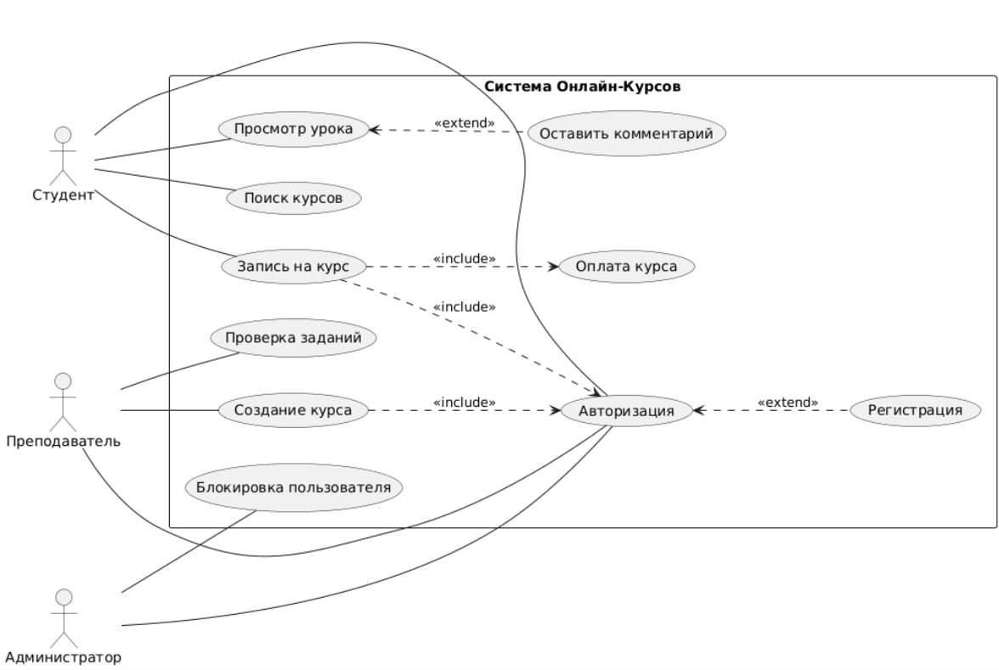 Система Онлайн-Курсов
Просмотр урока
«extend»
Оставить комментарий
Студент
Поиск курсов
Запись на курс
«include»
Оплата курса
«include»
Проверка заданий
Преподаватель
Создание курса
«include»
Авторизация
«extend»
Регистрация
Блокировка пользователя
Администратор